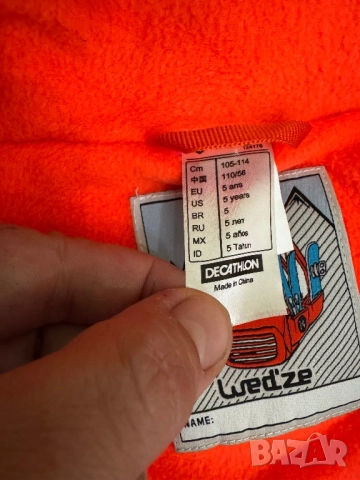 Cm 105-114
中国 110/56
EU 5 ans
US 5 years
BR 5
RU 5 лет
MX 5 años
ID 5 Tahun
DECATHLON
Made in China
Wed'ze
NAME:
bazar.bg